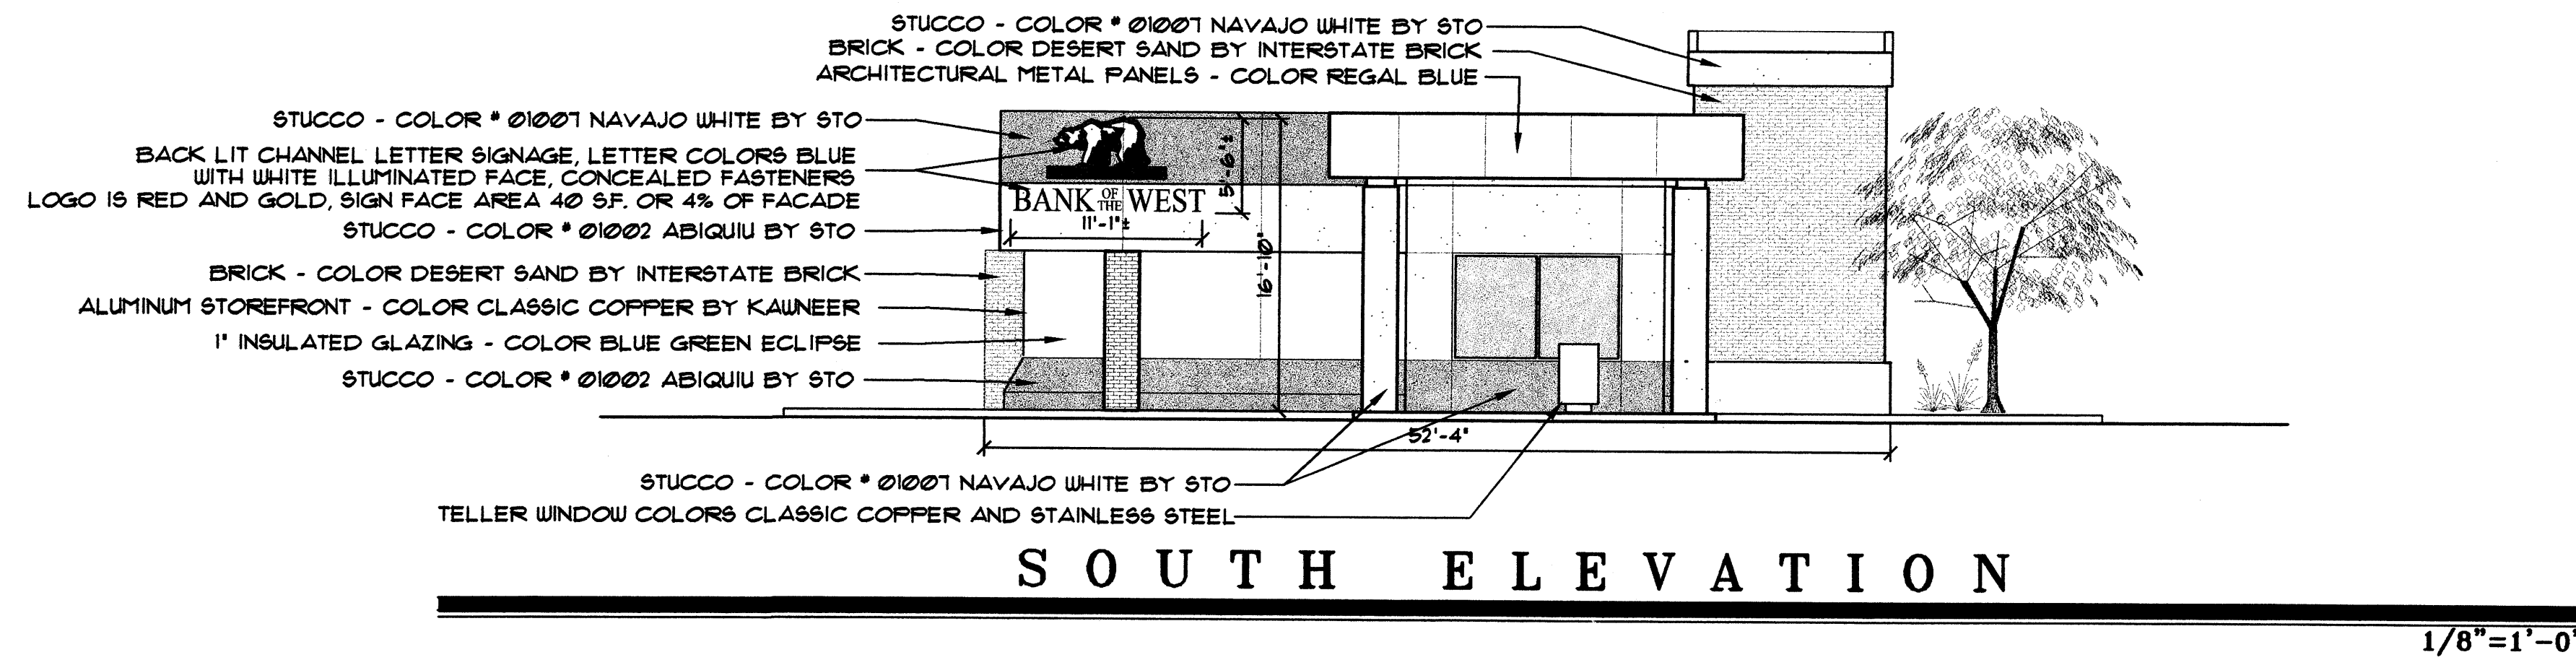 STUCCO - COLOR # 01007 NAVAJO WHITE BY STO
BRICK - COLOR DESERT SAND BY INTERSTATE BRICK
ARCHITECTURAL METAL PANELS - COLOR REGAL BLUE
STUCCO - COLOR # 01007 NAVAJO WHITE BY STO
BACK LIT CHANNEL LETTER SIGNAGE, LETTER COLORS BLUE
WITH WHITE ILLUMINATED FACE, CONCEALED FASTENERS
LOGO IS RED AND GOLD, SIGN FACE AREA 40 S.F. OR 4% OF FACADE
STUCCO - COLOR # 01002 ABIQUIU BY STO
BRICK - COLOR DESERT SAND BY INTERSTATE BRICK
ALUMINUM STOREFRONT - COLOR CLASSIC COPPER BY KAWNEER
1" INSULATED GLAZING - COLOR BLUE GREEN ECLIPSE
STUCCO - COLOR # 01002 ABIQUIU BY STO
BANK OF THE WEST
11'-1"±
5'-6"±
16'-10"
52'-4"
STUCCO - COLOR # 01007 NAVAJO WHITE BY STO
TELLER WINDOW COLORS CLASSIC COPPER AND STAINLESS STEEL
SOUTH ELEVATION
1/8"=1'-0"